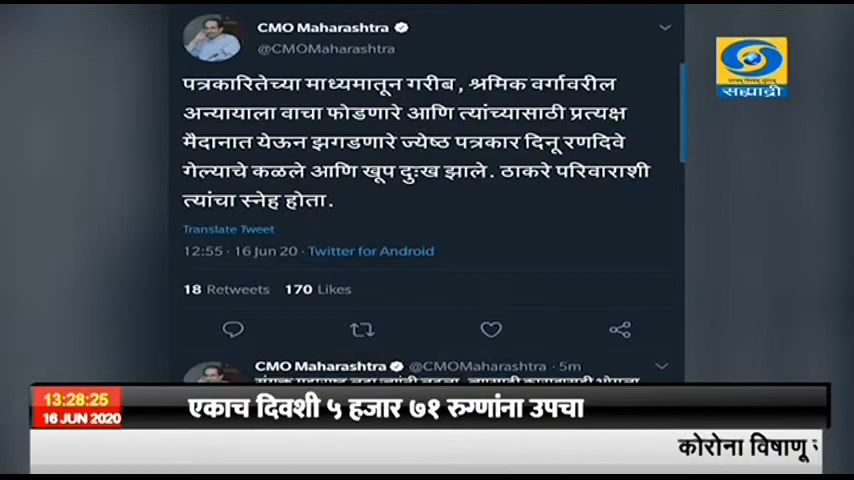 CMO Maharashtra
@CMOMaharashtra
पत्रकारितेच्या माध्यमातून गरीब, श्रमिक वर्गावरील
अन्यायाला वाचा फोडणारे आणि त्यांच्यासाठी प्रत्यक्ष
मैदानात येऊन झगडणारे ज्येष्ठ पत्रकार दिनू रणदिवे
गेल्याचे कळले आणि खूप दुःख झाले. ठाकरे परिवाराशी
त्यांचा स्नेह होता.
Translate Tweet
12:55 · 16 Jun 20 · Twitter for Android
18 Retweets 170 Likes
CMO Maharashtra @CMOMaharashtra · 5m
सह्याद्री
13:28:25
16 JUN 2020
एकाच दिवशी ५ हजार ७१ रुग्णांना उपचा
कोरोना विषाणू